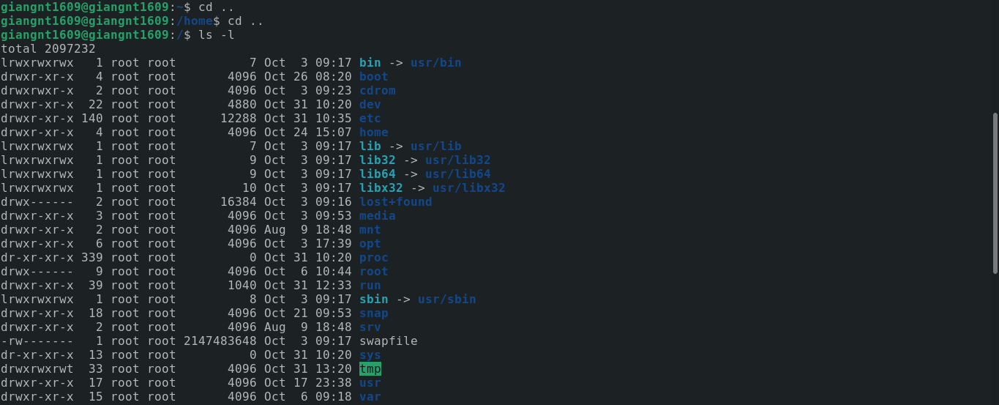 giangnt1609@giangnt1609:~$ cd ..
giangnt1609@giangnt1609:/home$ cd ..
giangnt1609@giangnt1609:/$ ls -l
total 2097232
lrwxrwxrwx   1 root root          7 Oct  3 09:17 bin -> usr/bin
drwxr-xr-x   4 root root       4096 Oct 26 08:20 boot
drwxrwxr-x   2 root root       4096 Oct  3 09:23 cdrom
drwxr-xr-x  22 root root       4880 Oct 31 10:20 dev
drwxr-xr-x 140 root root      12288 Oct 31 10:35 etc
drwxr-xr-x   4 root root       4096 Oct 24 15:07 home
lrwxrwxrwx   1 root root          7 Oct  3 09:17 lib -> usr/lib
lrwxrwxrwx   1 root root          9 Oct  3 09:17 lib32 -> usr/lib32
lrwxrwxrwx   1 root root          9 Oct  3 09:17 lib64 -> usr/lib64
lrwxrwxrwx   1 root root         10 Oct  3 09:17 libx32 -> usr/libx32
drwx------   2 root root      16384 Oct  3 09:16 lost+found
drwxr-xr-x   3 root root       4096 Oct  3 09:53 media
drwxr-xr-x   2 root root       4096 Aug  9 18:48 mnt
drwxr-xr-x   6 root root       4096 Oct  3 17:39 opt
dr-xr-xr-x 339 root root          0 Oct 31 10:20 proc
drwx------   9 root root       4096 Oct  6 10:44 root
drwxr-xr-x  39 root root       1040 Oct 31 12:33 run
lrwxrwxrwx   1 root root          8 Oct  3 09:17 sbin -> usr/sbin
drwxr-xr-x  18 root root       4096 Oct 21 09:53 snap
drwxr-xr-x   2 root root       4096 Aug  9 18:48 srv
-rw-------   1 root root 2147483648 Oct  3 09:17 swapfile
dr-xr-xr-x  13 root root          0 Oct 31 10:20 sys
drwxrwxrwt  33 root root       4096 Oct 31 13:20 tmp
drwxr-xr-x  17 root root       4096 Oct 17 23:38 usr
drwxr-xr-x  15 root root       4096 Oct  6 09:18 var